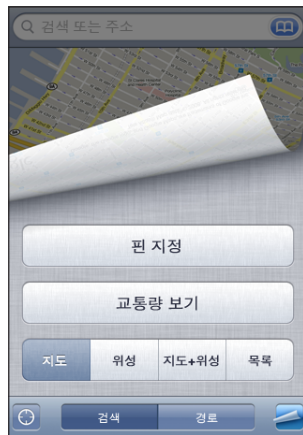 검색 또는 주소
핀 지정
교통량 보기
지도 위성 지도+위성 목록
검색 경로